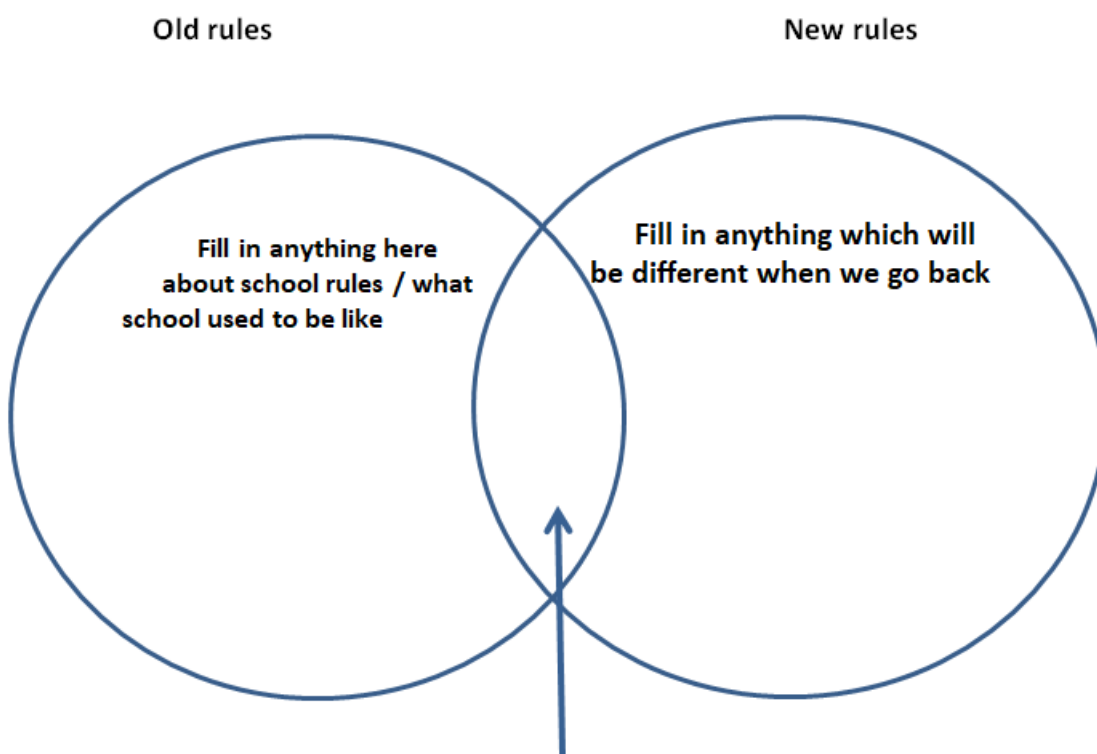 Old rules
New rules
Fill in anything here
about school rules / what
school used to be like
Fill in anything which will
be different when we go back